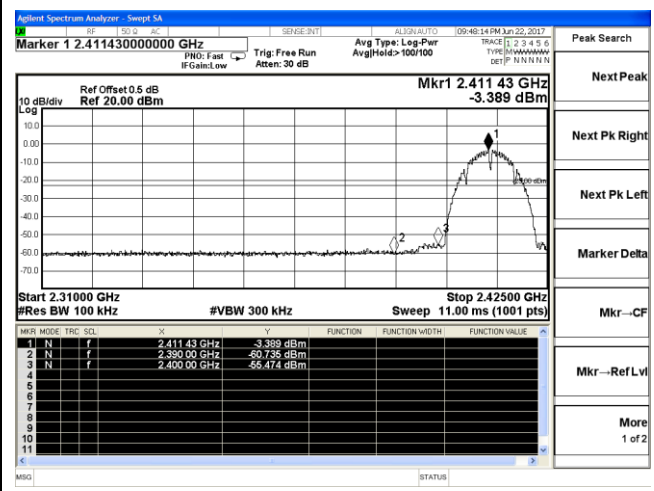 Agilent Spectrum Analyzer - Swept SA
RF 50 Ω AC SENSE:INT ALIGN AUTO 09:48:14 PM Jun 22, 2017
Marker 1 2.411430000000 GHz
PNO: Fast
IFGain:Low
Trig: Free Run
Atten: 30 dB
Avg Type: Log-Pwr
Avg|Hold:> 100/100
TRACE 1 2 3 4 5 6
TYPE MWWWWW
DET P N N N N N
Ref Offset 0.5 dB
Ref 20.00 dBm
10 dB/div
Log
Mkr1 2.411 43 GHz
-3.389 dBm
10.0
0.00
-10.0
-20.0
-30.0
-40.0
-50.0
-60.0
-70.0
1
2
3
Start 2.31000 GHz
#Res BW 100 kHz
#VBW 300 kHz
Stop 2.42500 GHz
Sweep 11.00 ms (1001 pts)
MKR MODE TRC SCL X Y FUNCTION FUNCTION WIDTH FUNCTION VALUE
1 N f 2.411 43 GHz -3.389 dBm
2 N f 2.390 00 GHz -60.735 dBm
3 N f 2.400 00 GHz -55.474 dBm
4
5
6
7
8
9
10
11
MSG
STATUS
Peak Search
Next Peak
Next Pk Right
Next Pk Left
Marker Delta
Mkr→CF
Mkr→Ref Lvl
More
1 of 2